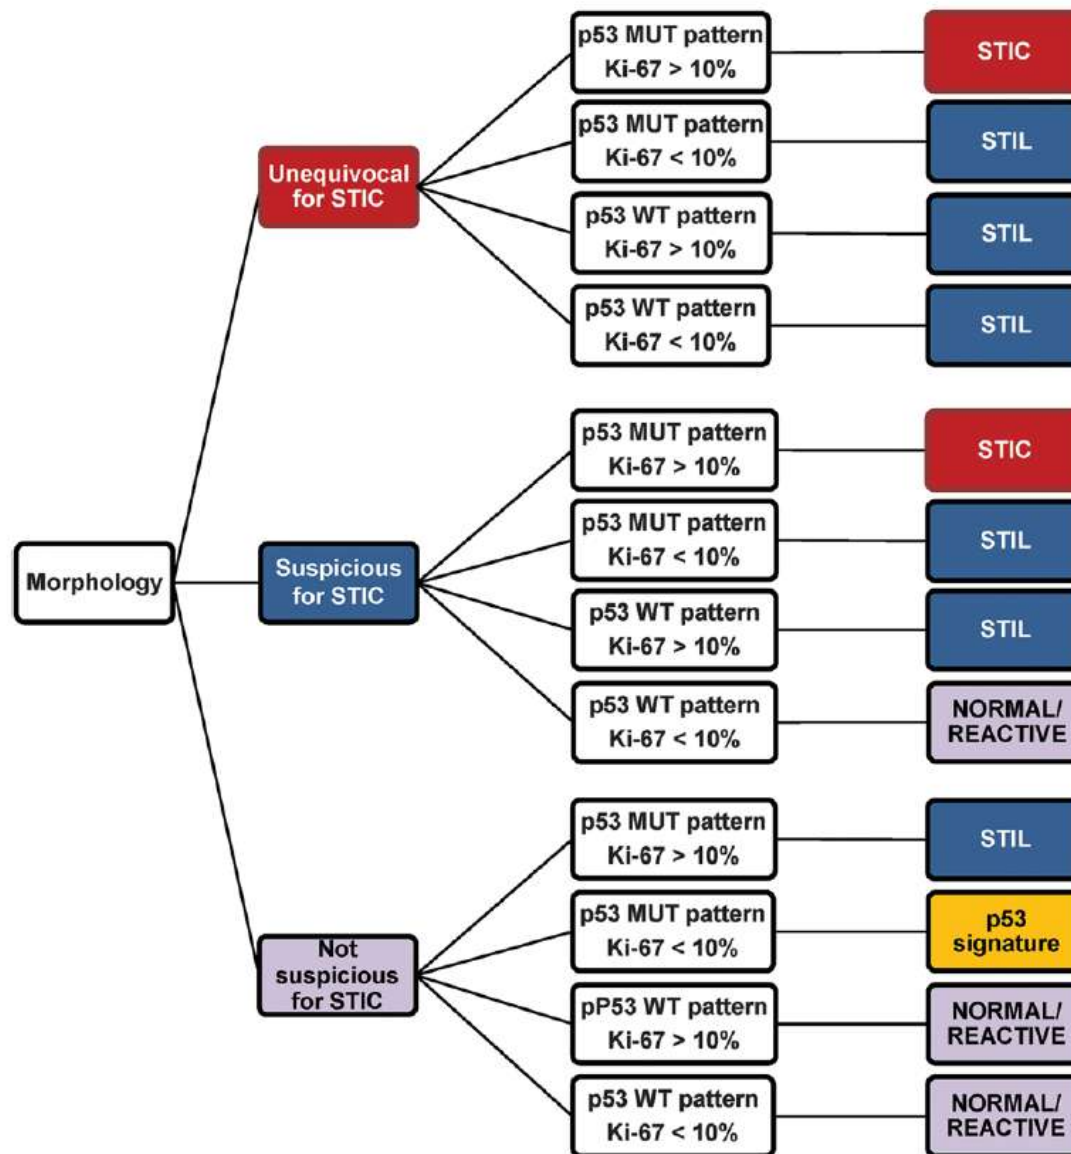 p53 MUT pattern
Ki-67 > 10%
STIC
p53 MUT pattern
Ki-67 < 10%
STIL
Unequivocal
for STIC
p53 WT pattern
Ki-67 > 10%
STIL
p53 WT pattern
Ki-67 < 10%
STIL
p53 MUT pattern
Ki-67 > 10%
STIC
p53 MUT pattern
Ki-67 < 10%
STIL
Morphology
Suspicious
for STIC
p53 WT pattern
Ki-67 > 10%
STIL
p53 WT pattern
Ki-67 < 10%
NORMAL/
REACTIVE
p53 MUT pattern
Ki-67 > 10%
STIL
p53 MUT pattern
Ki-67 < 10%
p53
signature
Not
suspicious
for STIC
pP53 WT pattern
Ki-67 > 10%
NORMAL/
REACTIVE
p53 WT pattern
Ki-67 < 10%
NORMAL/
REACTIVE